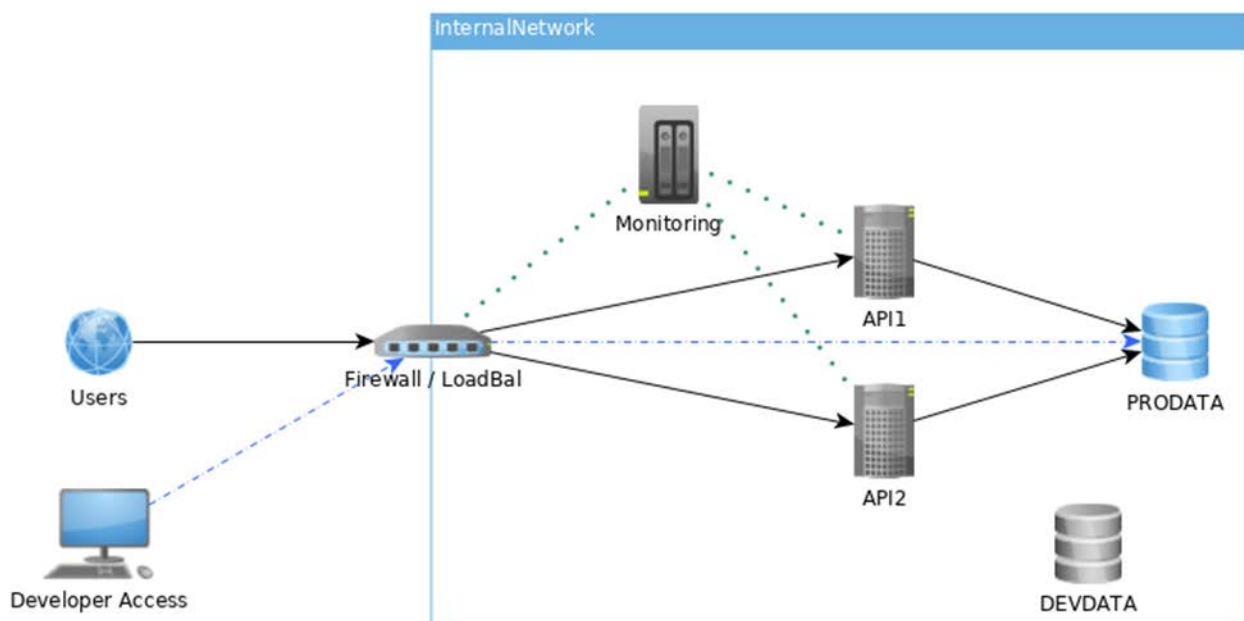 InternalNetwork
Monitoring
API1
Users
Firewall / LoadBal
PRODATA
API2
Developer Access
DEVDATA